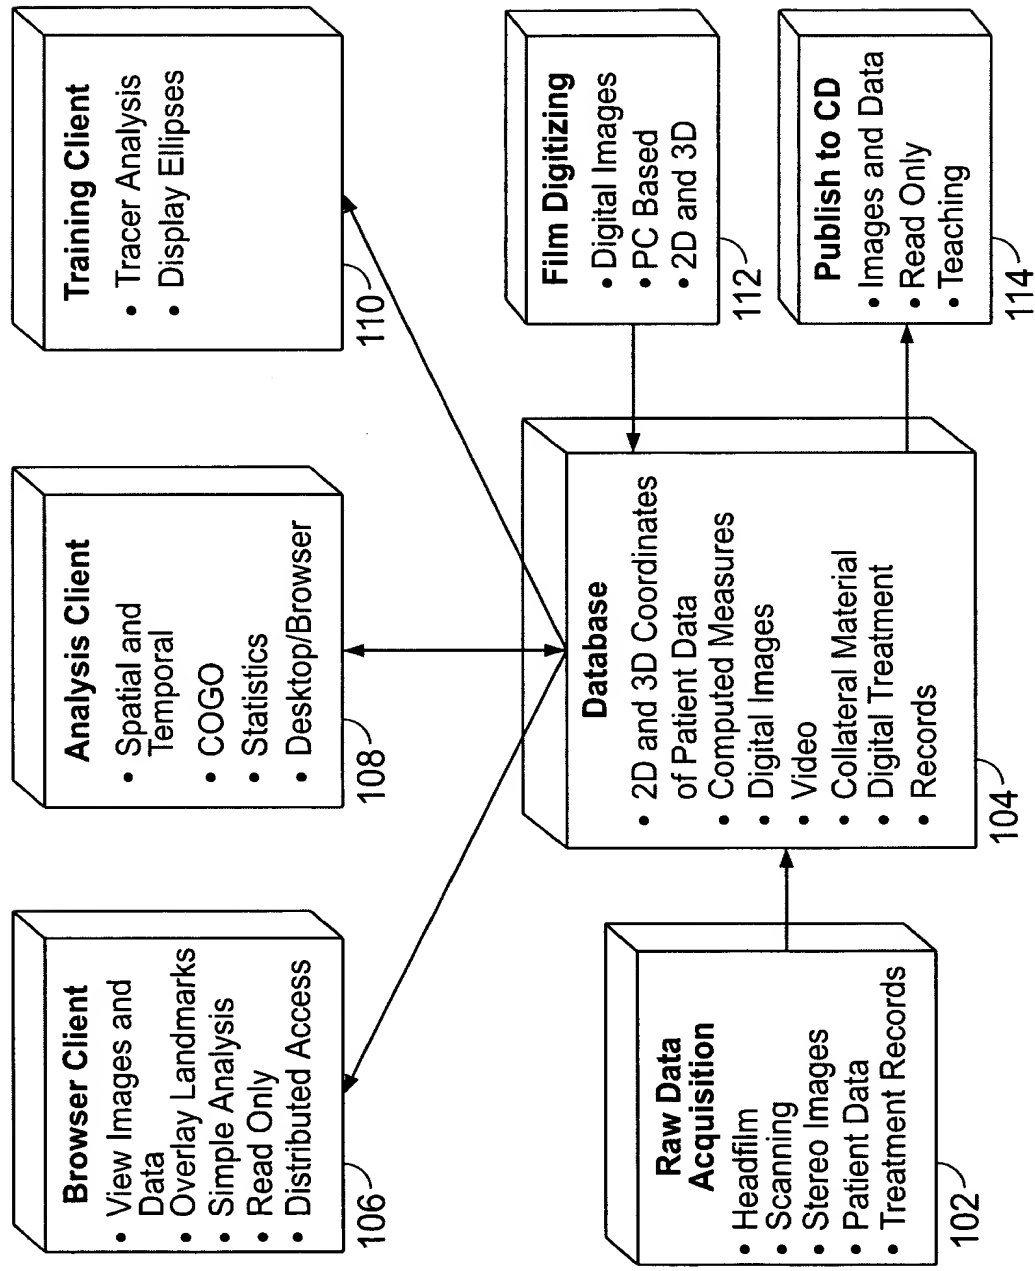 Browser Client
• View Images and
Data
• Overlay Landmarks
• Simple Analysis
• Read Only
• Distributed Access
106
Analysis Client
• Spatial and
Temporal
• COGO
• Statistics
• Desktop/Browser
108
Training Client
• Tracer Analysis
• Display Ellipses
110
Raw Data
Acquisition
• Headfilm
• Scanning
• Stereo Images
• Patient Data
• Treatment Records
102
Database
• 2D and 3D Coordinates
of Patient Data
• Computed Measures
• Digital Images
• Video
• Collateral Material
• Digital Treatment
• Records
104
Film Digitizing
• Digital Images
• PC Based
• 2D and 3D
112
Publish to CD
• Images and Data
• Read Only
• Teaching
114